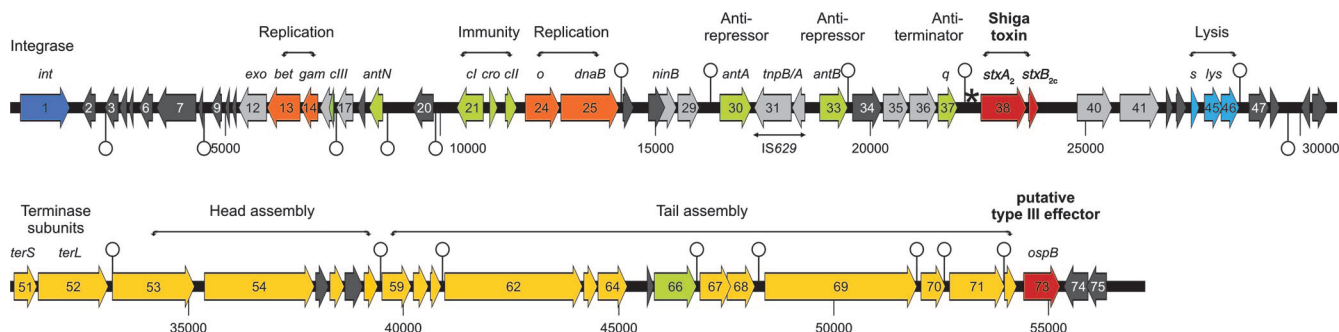 Anti- Anti- Anti- Shiga
Integrase Replication Immunity Replication repressor repressor terminator toxin Lysis
int exo bet gam cIII antN cI cro cII o dnaB ninB antA tnpB/A antB q stxA2 stxB2c s lys
1 2 3 6 7 9 12 13 14 17 20 21 24 25 29 30 31 33 34 35 36 37 * 38 40 41 45 46 47
5000 10000 15000 IS629 20000 25000 30000
Terminase Head assembly Tail assembly putative
subunits type III effector
terS terL ospB
51 52 53 54 59 62 64 66 67 68 69 70 71 73 74 75
35000 40000 45000 50000 55000